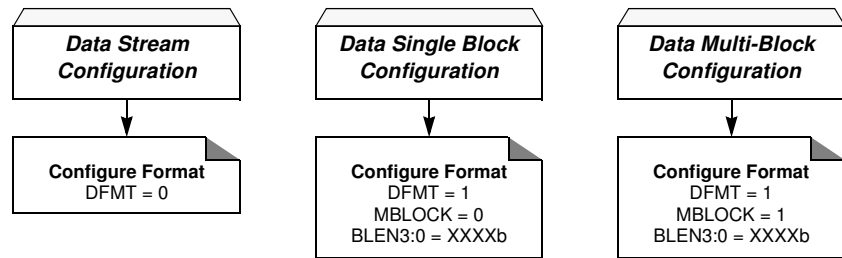 Data Stream
Configuration
Configure Format
DFMT = 0
Data Single Block
Configuration
Configure Format
DFMT = 1
MBLOCK = 0
BLEN3:0 = XXXXb
Data Multi-Block
Configuration
Configure Format
DFMT = 1
MBLOCK = 1
BLEN3:0 = XXXXb